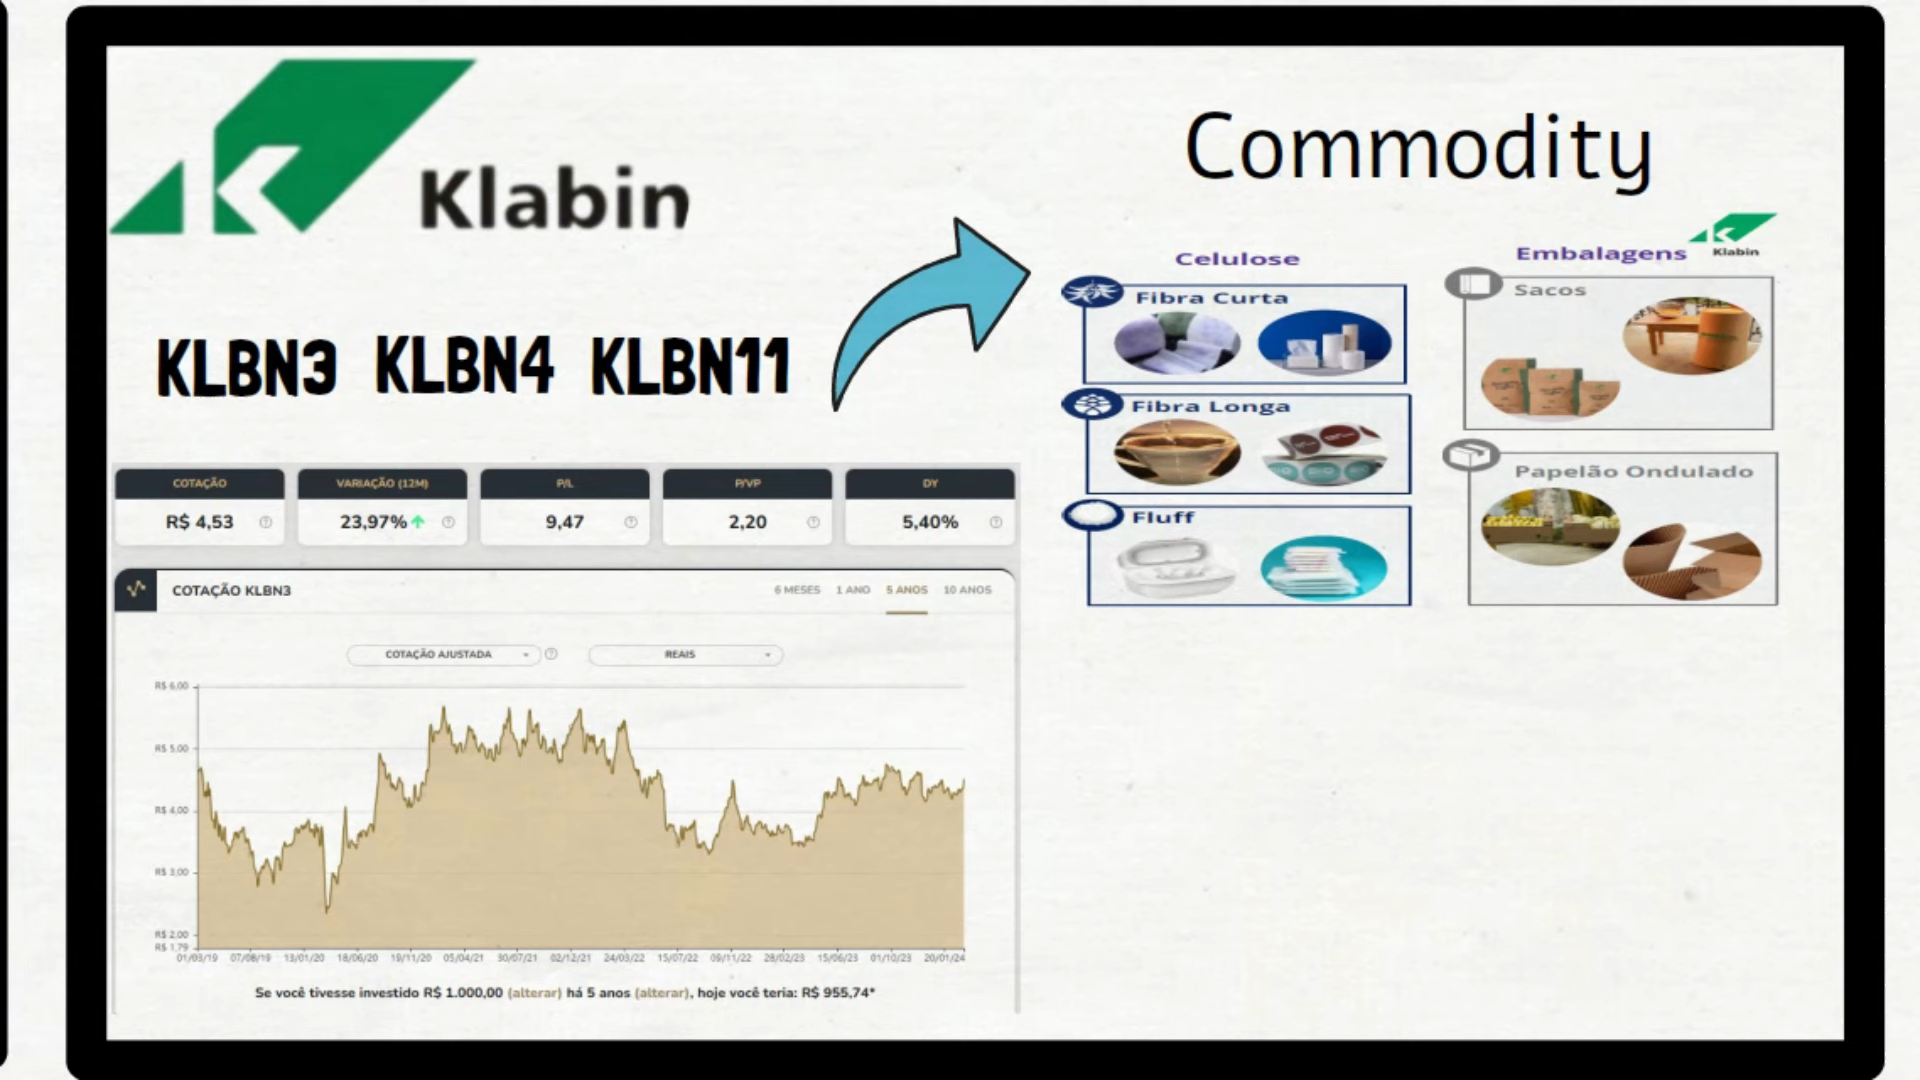 Klabin
KLBN3 KLBN4 KLBN11
COTAÇÃO
R$ 4,53
VARIAÇÃO (12M)
23,97%
P/L
9,47
P/VP
2,20
DY
5,40%
COTAÇÃO KLBN3
6 MESES 1 ANO 5 ANOS 10 ANOS
COTAÇÃO AJUSTADA
REAIS
R$ 6,00
R$ 5,00
R$ 4,00
R$ 3,00
R$ 2,00
R$ 1,79
01/03/19 07/08/19 13/01/20 18/06/20 19/11/20 05/04/21 30/07/21 02/12/21 24/03/22 15/07/22 09/11/22 28/02/23 15/06/23 01/10/23 20/01/24
Se você tivesse investido R$ 1.000,00 (alterar) há 5 anos (alterar), hoje você teria: R$ 955,74*
Commodity
Celulose
Fibra Curta
Fibra Longa
Fluff
Embalagens
Klabin
Sacos
Papelão Ondulado